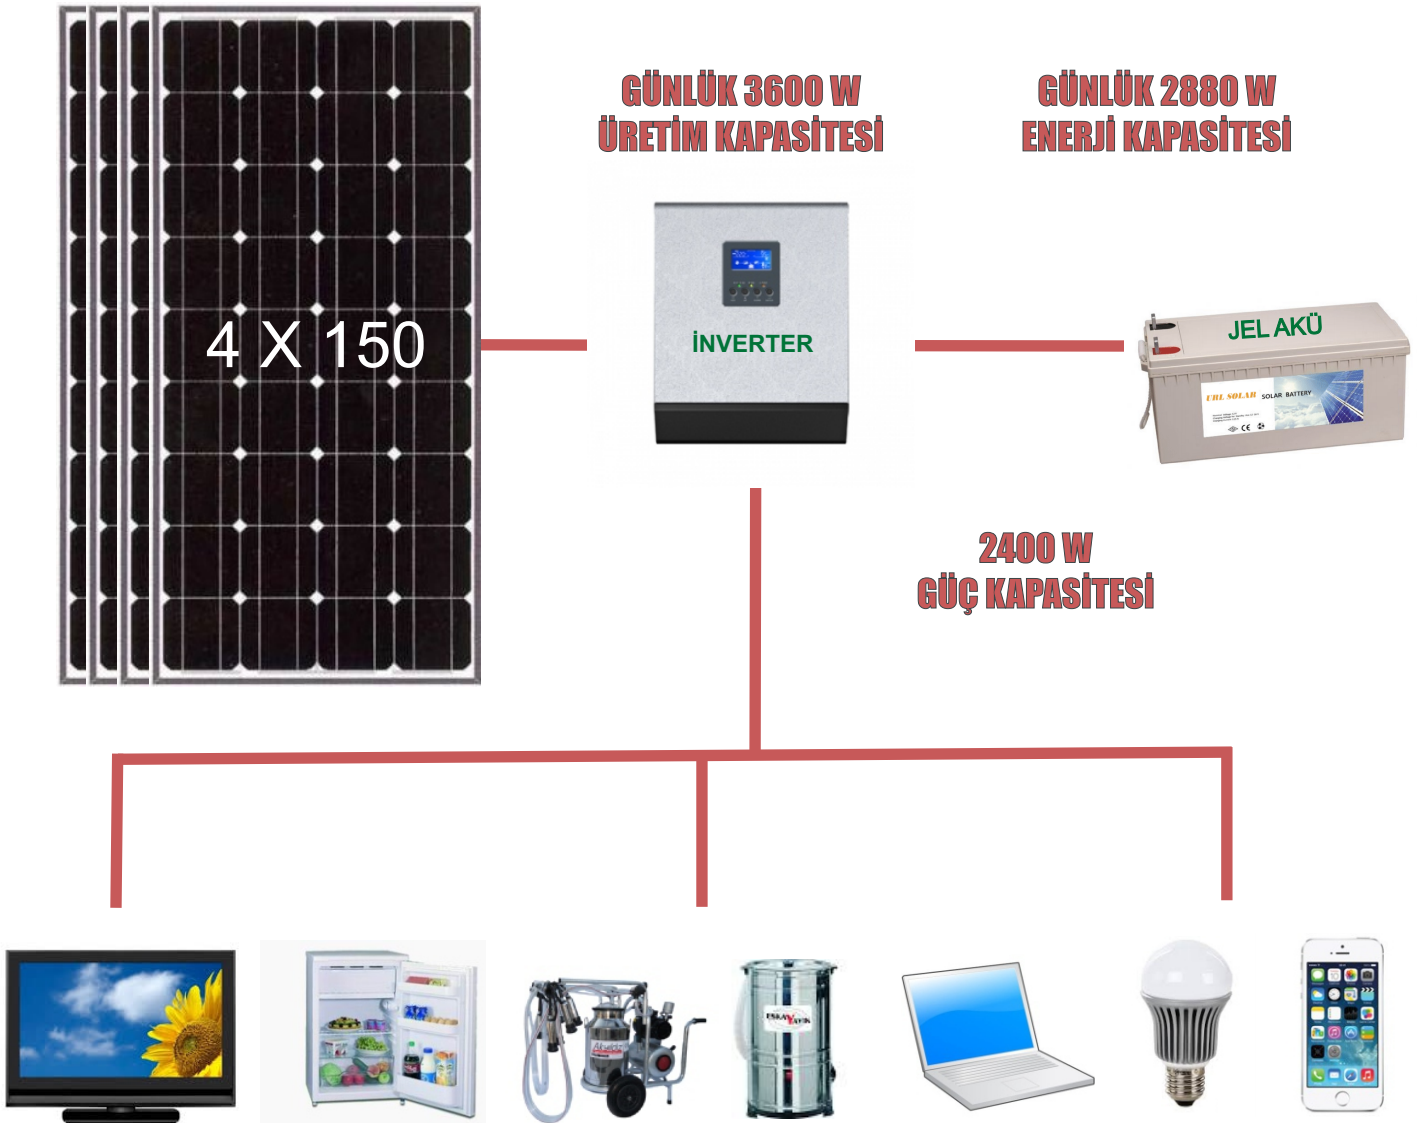 GÜNLÜK 3600 W
ÜRETİM KAPASİTESİ
GÜNLÜK 2880 W
ENERJİ KAPASİTESİ
4 X 150
İNVERTER
JEL AKÜ
SOLAR BATTERY
2400 W
GÜÇ KAPASİTESİ